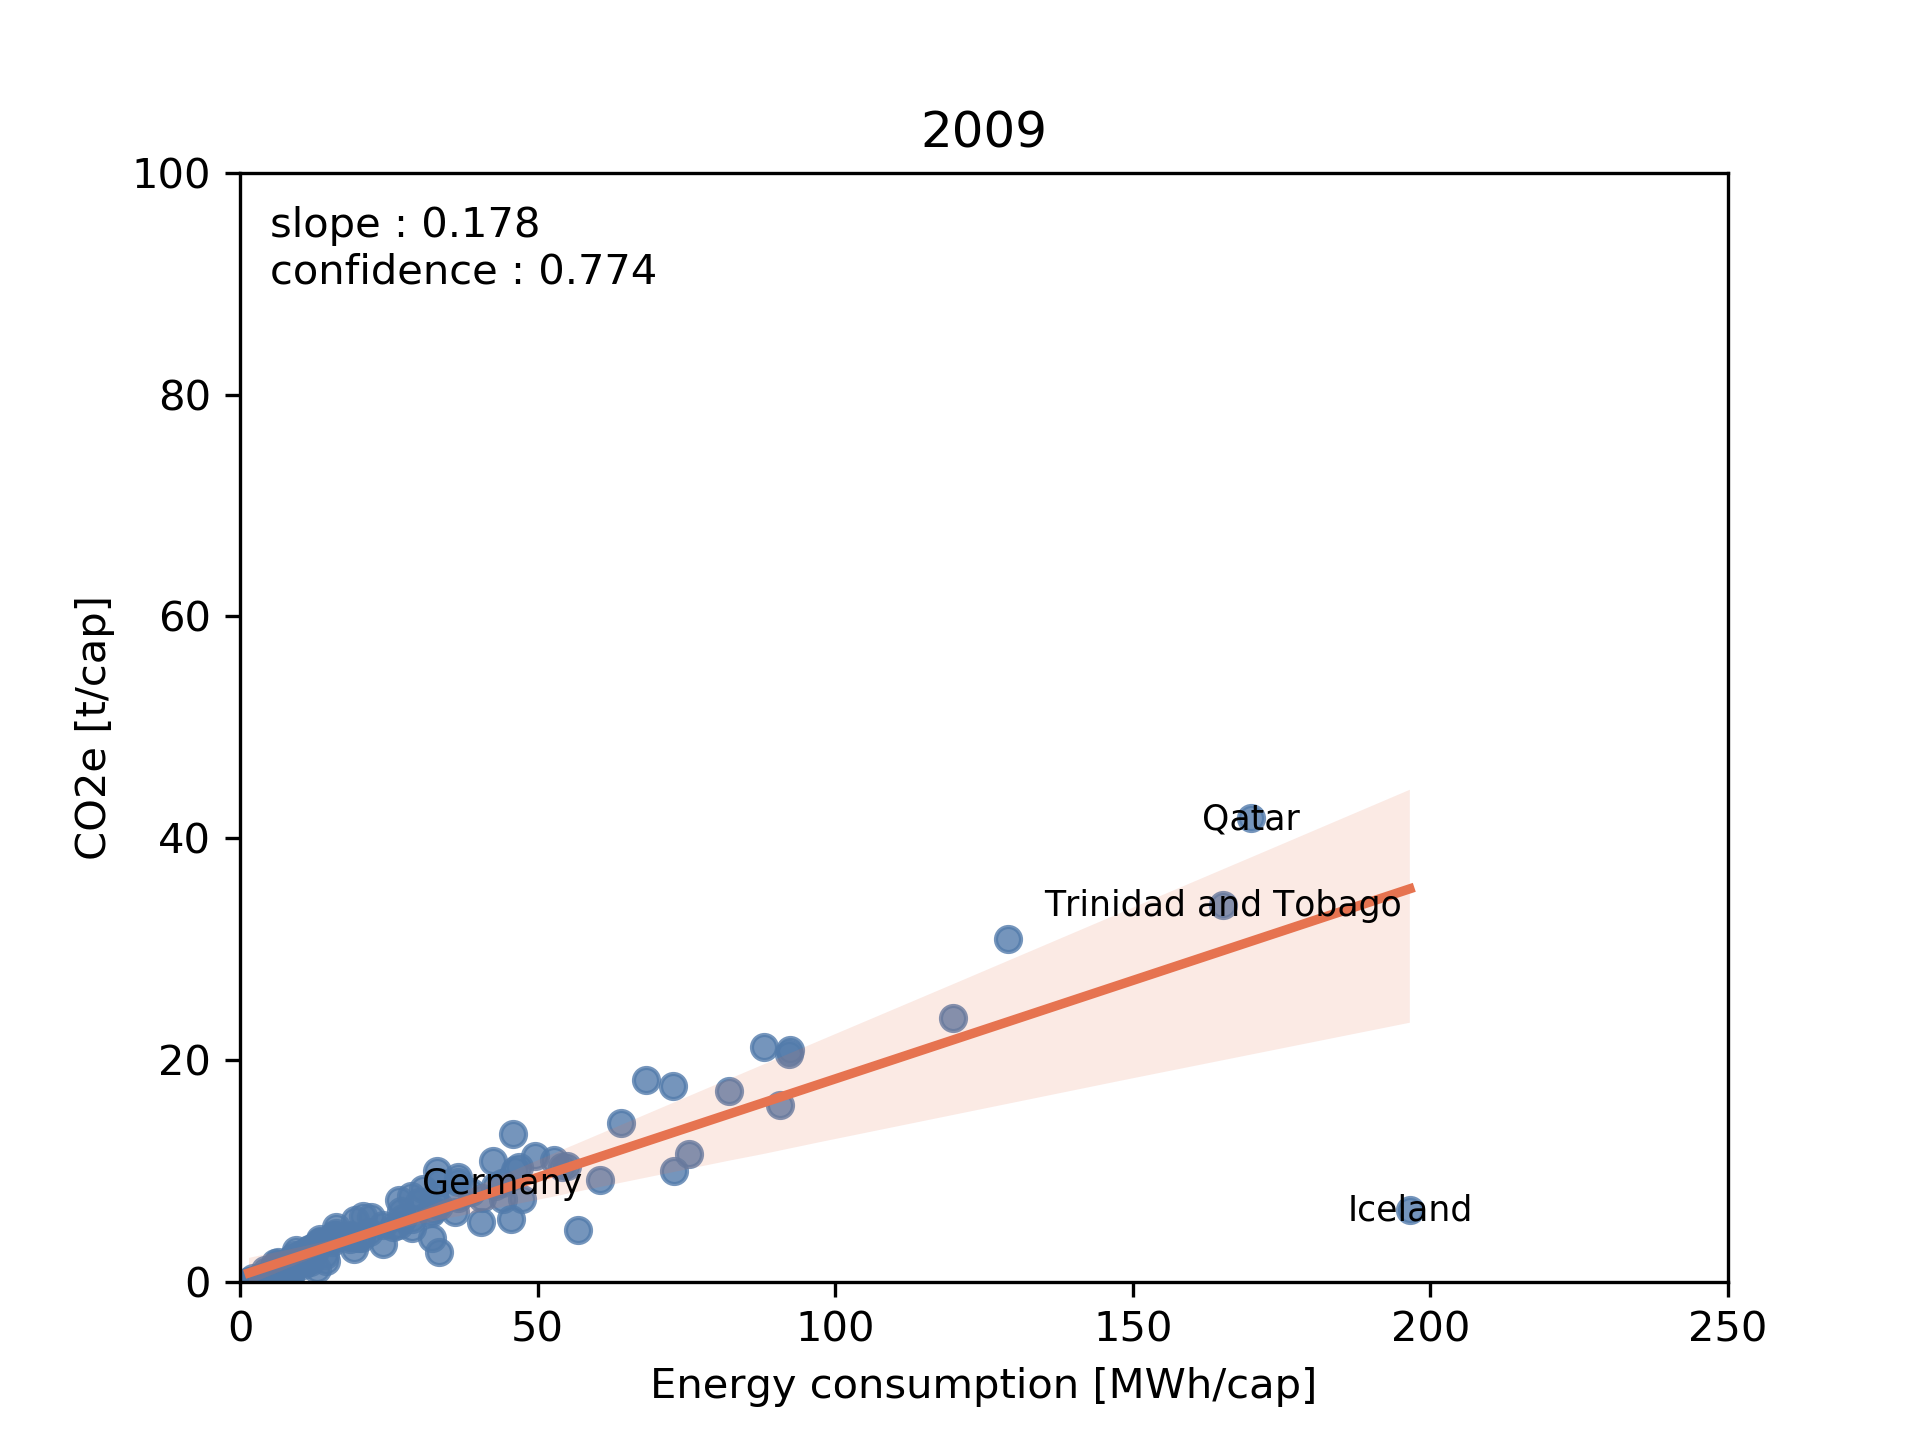 2009
slope : 0.178
confidence : 0.774
100
80
60
40
20
0
CO2e [t/cap]
Qatar
Trinidad and Tobago
Germany
Iceland
0 50 100 150 200 250
Energy consumption [MWh/cap]